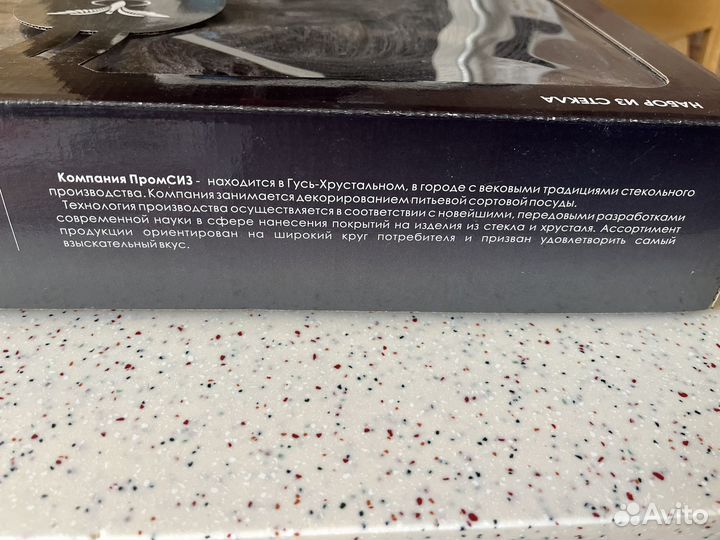 НАБОР ИЗ СТЕКЛА
Компания ПромСИЗ - находится в Гусь-Хрустальном, в городе с вековыми традициями стекольного
производства. Компания занимается декорированием питьевой сортовой посуды.
Технология производства осуществляется в соответствии с новейшими, передовыми разработками
современной науки в сфере нанесения покрытий на изделия из стекла и хрусталя. Ассортимент
продукции ориентирован на широкий круг потребителя и призван удовлетворить самый
взыскательный вкус.
Avito